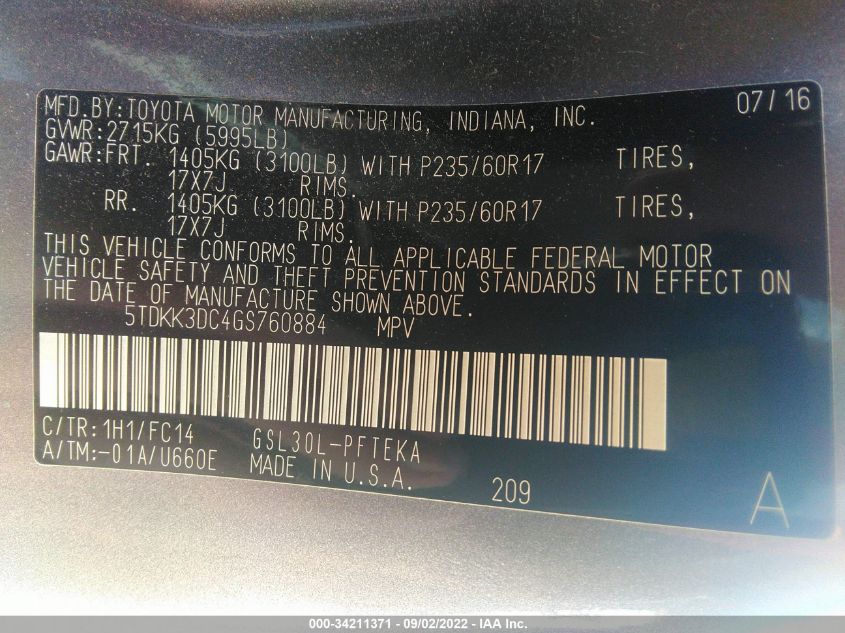 MFD.BY:TOYOTA MOTOR MANUFACTURING, INDIANA, INC. 07/16
GVWR:2715KG (5995LB)
GAWR:FRT. 1405KG (3100LB) WITH P235/60R17 TIRES,
17X7J RIMS.
RR. 1405KG (3100LB) WITH P235/60R17 TIRES,
17X7J RIMS.
THIS VEHICLE CONFORMS TO ALL APPLICABLE FEDERAL MOTOR
VEHICLE SAFETY AND THEFT PREVENTION STANDARDS IN EFFECT ON
THE DATE OF MANUFACTURE SHOWN ABOVE.
5TDKK3DC4GS760884 MPV
C/TR:1H1/FC14 GSL30L-PFTEKA
A/TM:-01A/U660E MADE IN U.S.A. 209 A
000-34211371 - 09/02/2022 - IAA Inc.